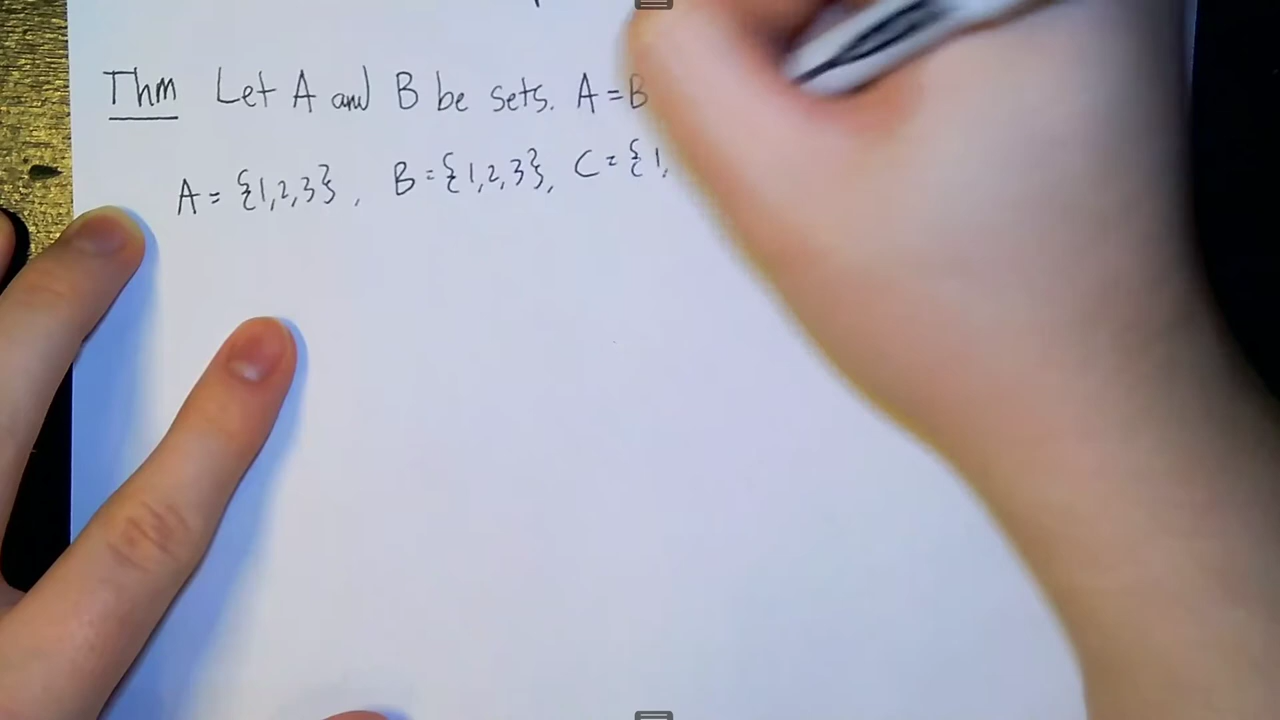 Thm Let A and B be sets. A=B
A = {1,2,3}, B = {1,2,3}, C = {1,